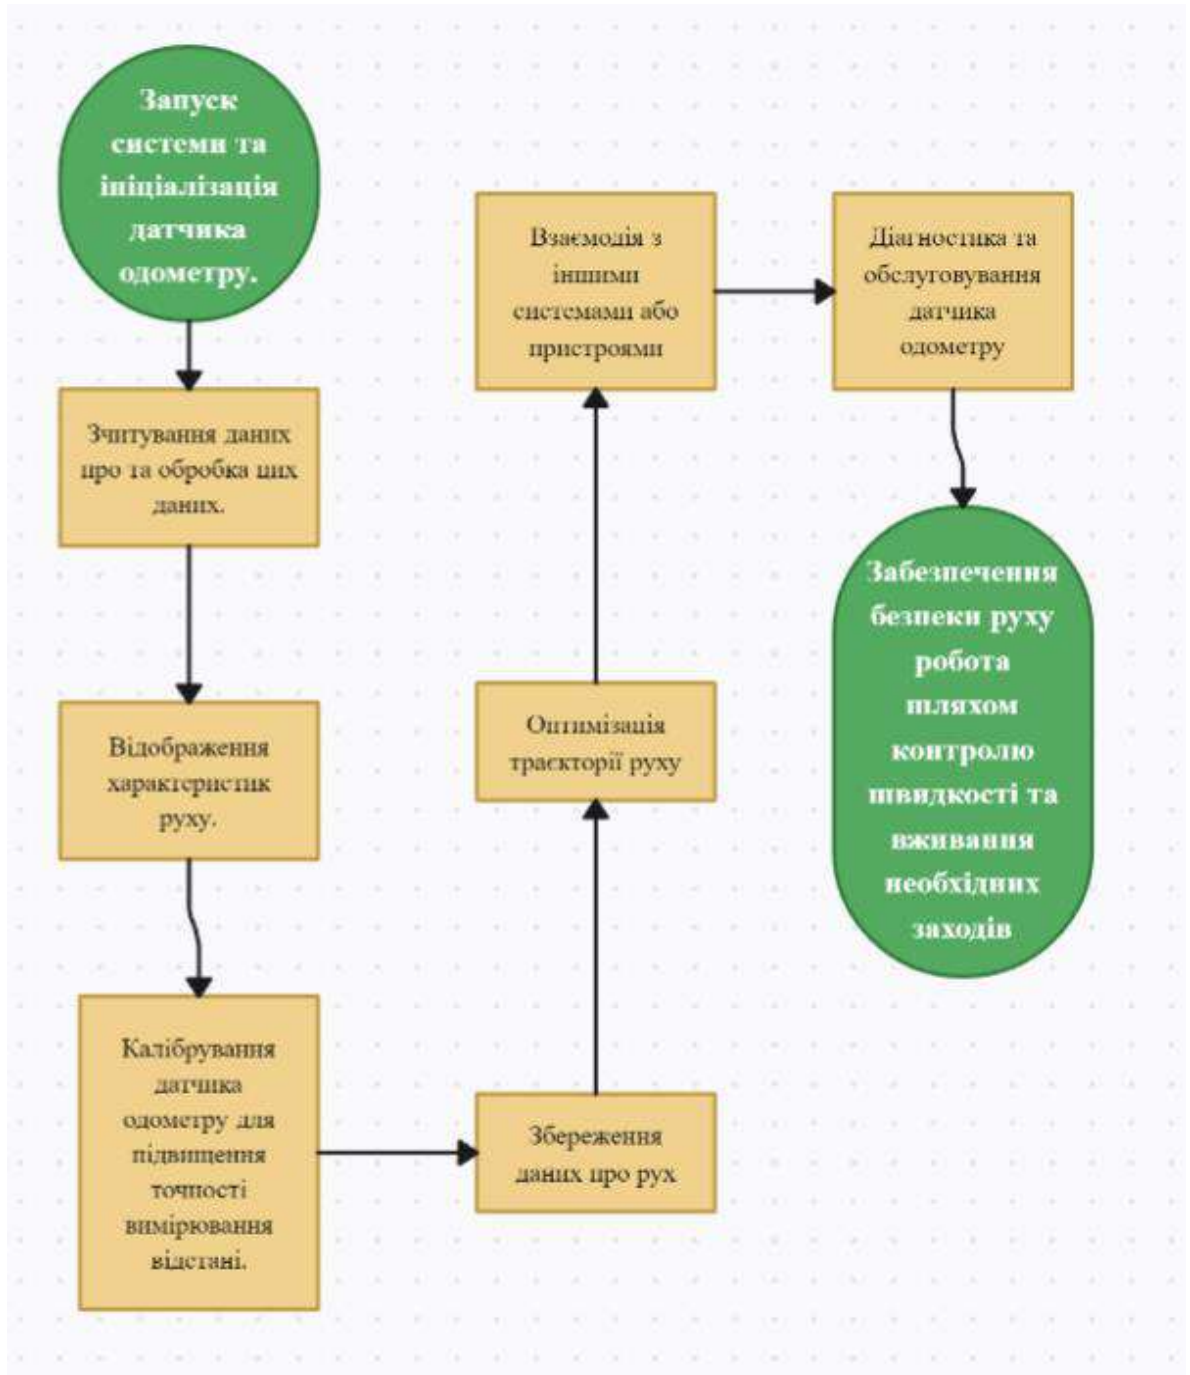 Запуск
системи та
ініціалізація
датчика
одометру.
Зчитування даних
про та обробка цих
даних.
Відображення
характеристик
руху.
Калібрування
датчика
одометру для
підвищення
точності
вимірювання
відстані.
Збереження
даних про рух
Оптимізація
траєкторії руху
Взаємодія з
іншими
системами або
пристроями
Діагностика та
обслуговування
датчика
одометру
Забезпечення
безпеки руху
робота
шляхом
контролю
швидкості та
вживання
необхідних
заходів